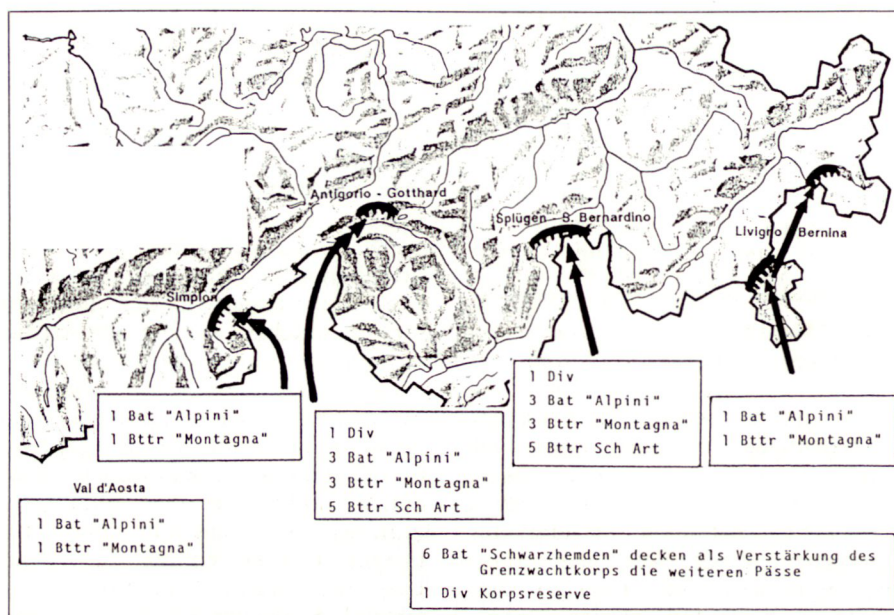 Antigorio - Gotthard
Splügen - S. Bernardino
Livigno Bernina
Simplon
1 Bat "Alpini"
1 Bttr "Montagna"
1 Div
3 Bat "Alpini"
3 Bttr "Montagna"
5 Bttr Sch Art
1 Div
3 Bat "Alpini"
3 Bttr "Montagna"
5 Bttr Sch Art
1 Bat "Alpini"
1 Bttr "Montagna"
Val d'Aosta
1 Bat "Alpini"
1 Bttr "Montagna"
6 Bat "Schwarzhemden" decken als Verstärkung des
Grenzwachtkorps die weiteren Pässe
1 Div Korpsreserve